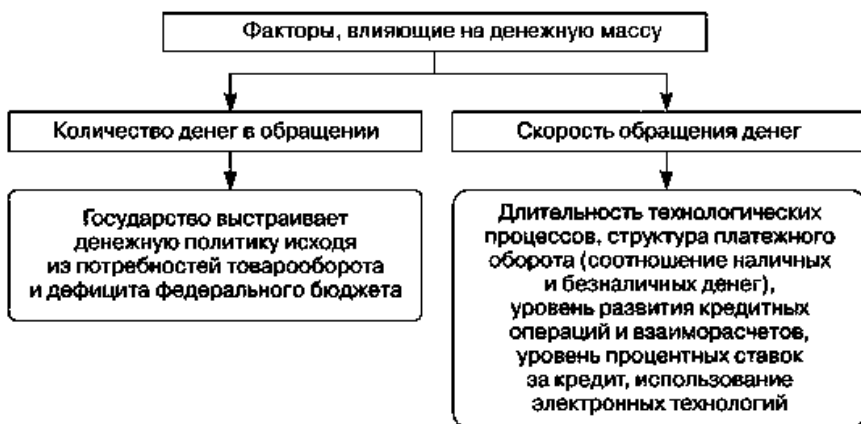 Факторы, влияющие на денежную массу
Количество денег в обращении
Скорость обращения денег
Государство выстраивает
денежную политику исходя
из потребностей товарооборота
и дефицита федерального бюджета
Длительность технологических
процессов, структура платежного
оборота (соотношение наличных
и безналичных денег),
уровень развития кредитных
операций и взаиморасчетов,
уровень процентных ставок
за кредит, использование
электронных технологий